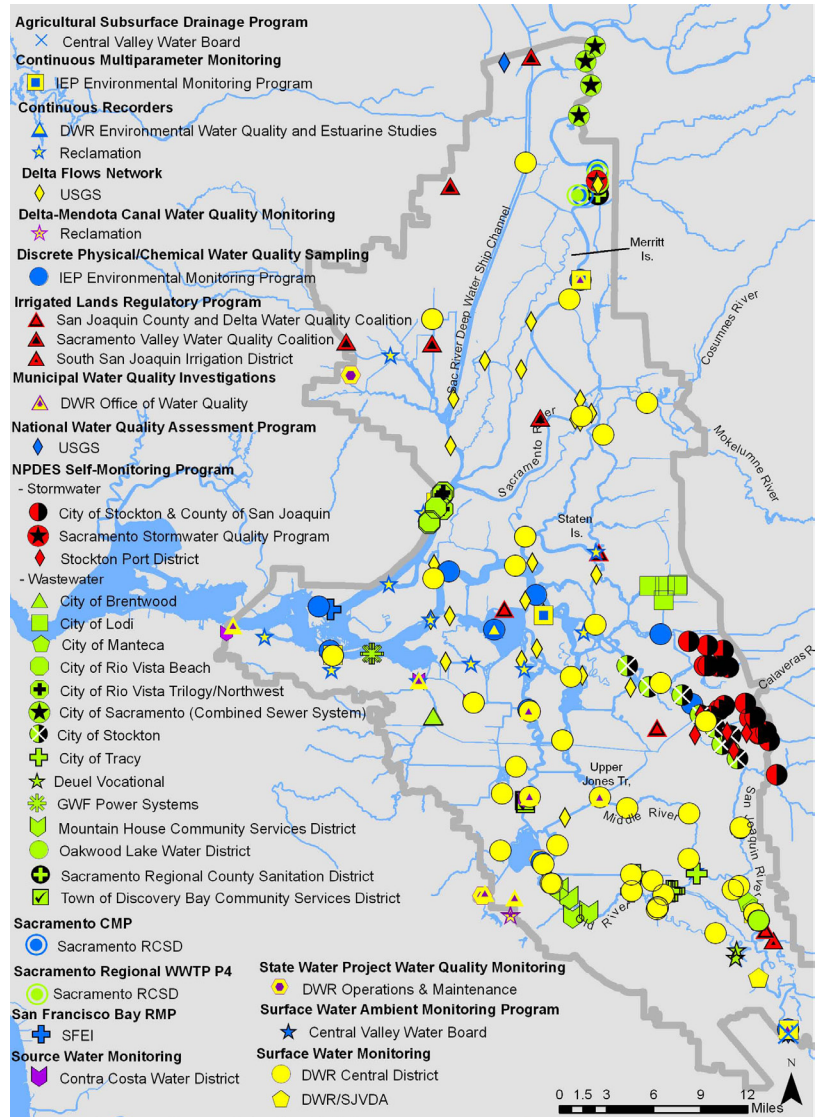 Agricultural Subsurface Drainage Program
Central Valley Water Board
Continuous Multiparameter Monitoring
IEP Environmental Monitoring Program
Continuous Recorders
DWR Environmental Water Quality and Estuarine Studies
Reclamation
Delta Flows Network
USGS
Delta-Mendota Canal Water Quality Monitoring
Reclamation
Discrete Physical/Chemical Water Quality Sampling
IEP Environmental Monitoring Program
Irrigated Lands Regulatory Program
San Joaquin County and Delta Water Quality Coalition
Sacramento Valley Water Quality Coalition
South San Joaquin Irrigation District
Municipal Water Quality Investigations
DWR Office of Water Quality
National Water Quality Assessment Program
USGS
NPDES Self-Monitoring Program
- Stormwater
City of Stockton & County of San Joaquin
Sacramento Stormwater Quality Program
Stockton Port District
- Wastewater
City of Brentwood
City of Lodi
City of Manteca
City of Rio Vista Beach
City of Rio Vista Trilogy/Northwest
City of Sacramento (Combined Sewer System)
City of Stockton
City of Tracy
Deuel Vocational
GWF Power Systems
Mountain House Community Services District
Oakwood Lake Water District
Sacramento Regional County Sanitation District
Town of Discovery Bay Community Services District
Sacramento CMP
Sacramento RCSD
Sacramento Regional WWTP P4
Sacramento RCSD
San Francisco Bay RMP
SFEI
Source Water Monitoring
Contra Costa Water District
State Water Project Water Quality Monitoring
DWR Operations & Maintenance
Surface Water Ambient Monitoring Program
Central Valley Water Board
Surface Water Monitoring
DWR Central District
DWR/SJVDA
Sac River Deep Water Ship Channel
Merritt
Is.
Cosumnes River
Mokelumne River
Sacramento River
Staten
Is.
Calaveras R
Upper
Jones Tr.
Middle River
San Joaquin River
Old River
N
0 1.5 3 6 9 12
Miles